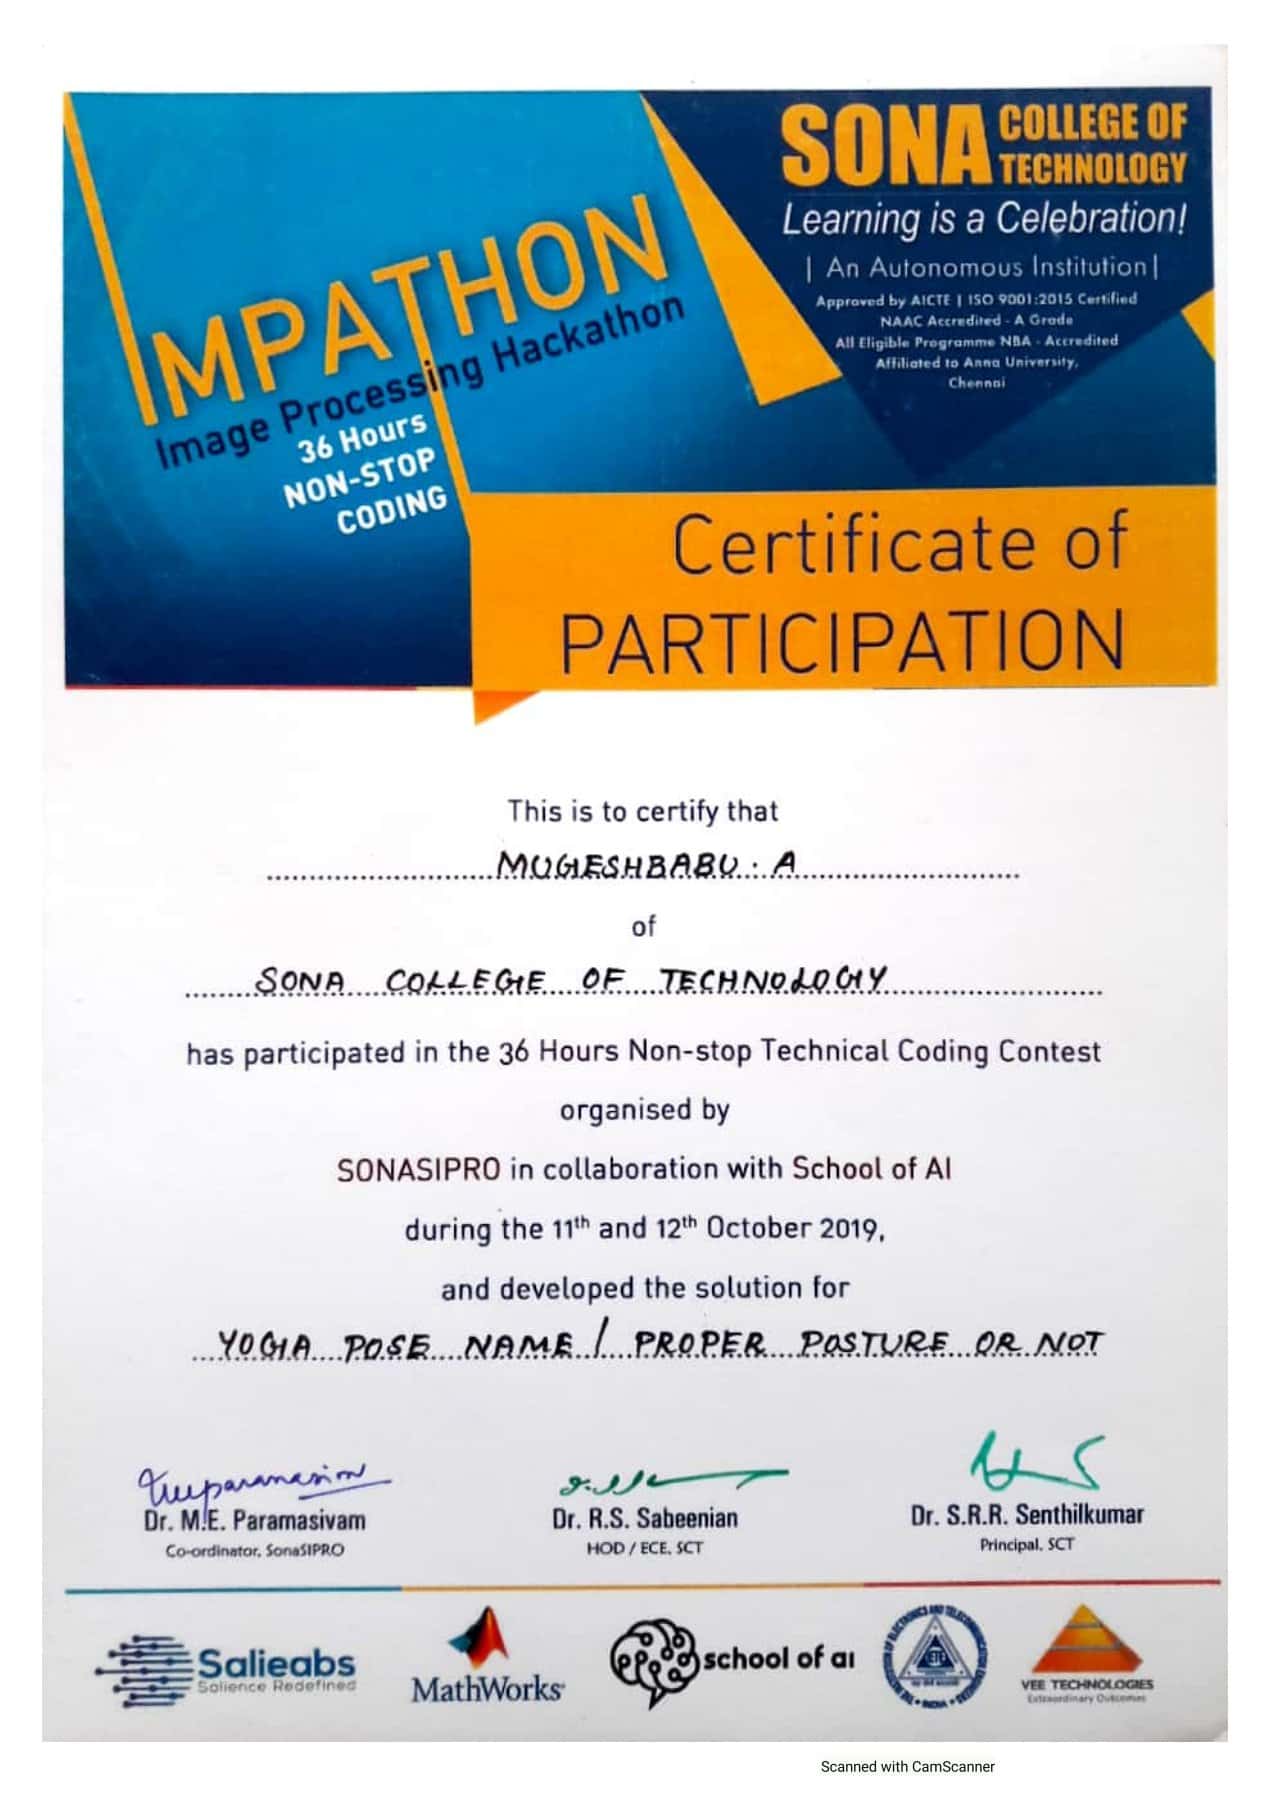 IMPATHON
Image Processing Hackathon
36 Hours
NON-STOP
CODING
SONA COLLEGE OF
TECHNOLOGY
Learning is a Celebration!
| An Autonomous Institution |
Approved by AICTE | ISO 9001:2015 Certified
NAAC Accredited - A Grade
All Eligible Programme NBA - Accredited
Affiliated to Anna University,
Chennai
Certificate of
PARTICIPATION
This is to certify that
MUGESHBABU . A
of
SONA COLLEGE OF TECHNOLOGY
has participated in the 36 Hours Non-stop Technical Coding Contest
organised by
SONASIPRO in collaboration with School of AI
during the 11th and 12th October 2019,
and developed the solution for
YOGA POSE NAME / PROPER POSTURE OR NOT
Dr. M.E. Paramasivam
Co-ordinator, SonaSIPRO
Dr. R.S. Sabeenian
HOD / ECE, SCT
Dr. S.R.R. Senthilkumar
Principal, SCT
Salieabs
Salience Redefined
MathWorks
school of ai
IETE
INDIA
VEE TECHNOLOGIES
Extraordinary Outcomes
Scanned with CamScanner